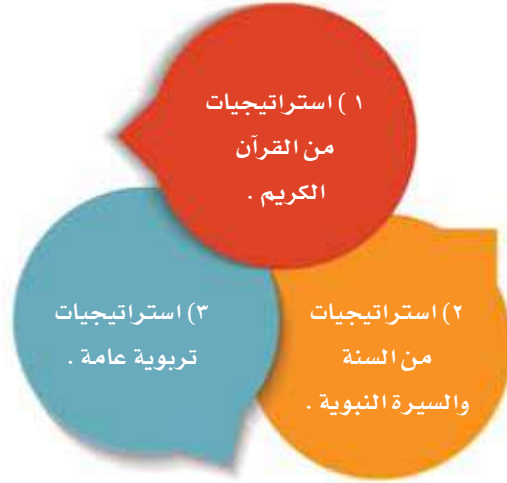 ١ ) استراتيجيات
من القرآن
الكريم .
٢) استراتيجيات
من السنة
والسيرة النبوية .
٣) استراتيجيات
تربوية عامة .